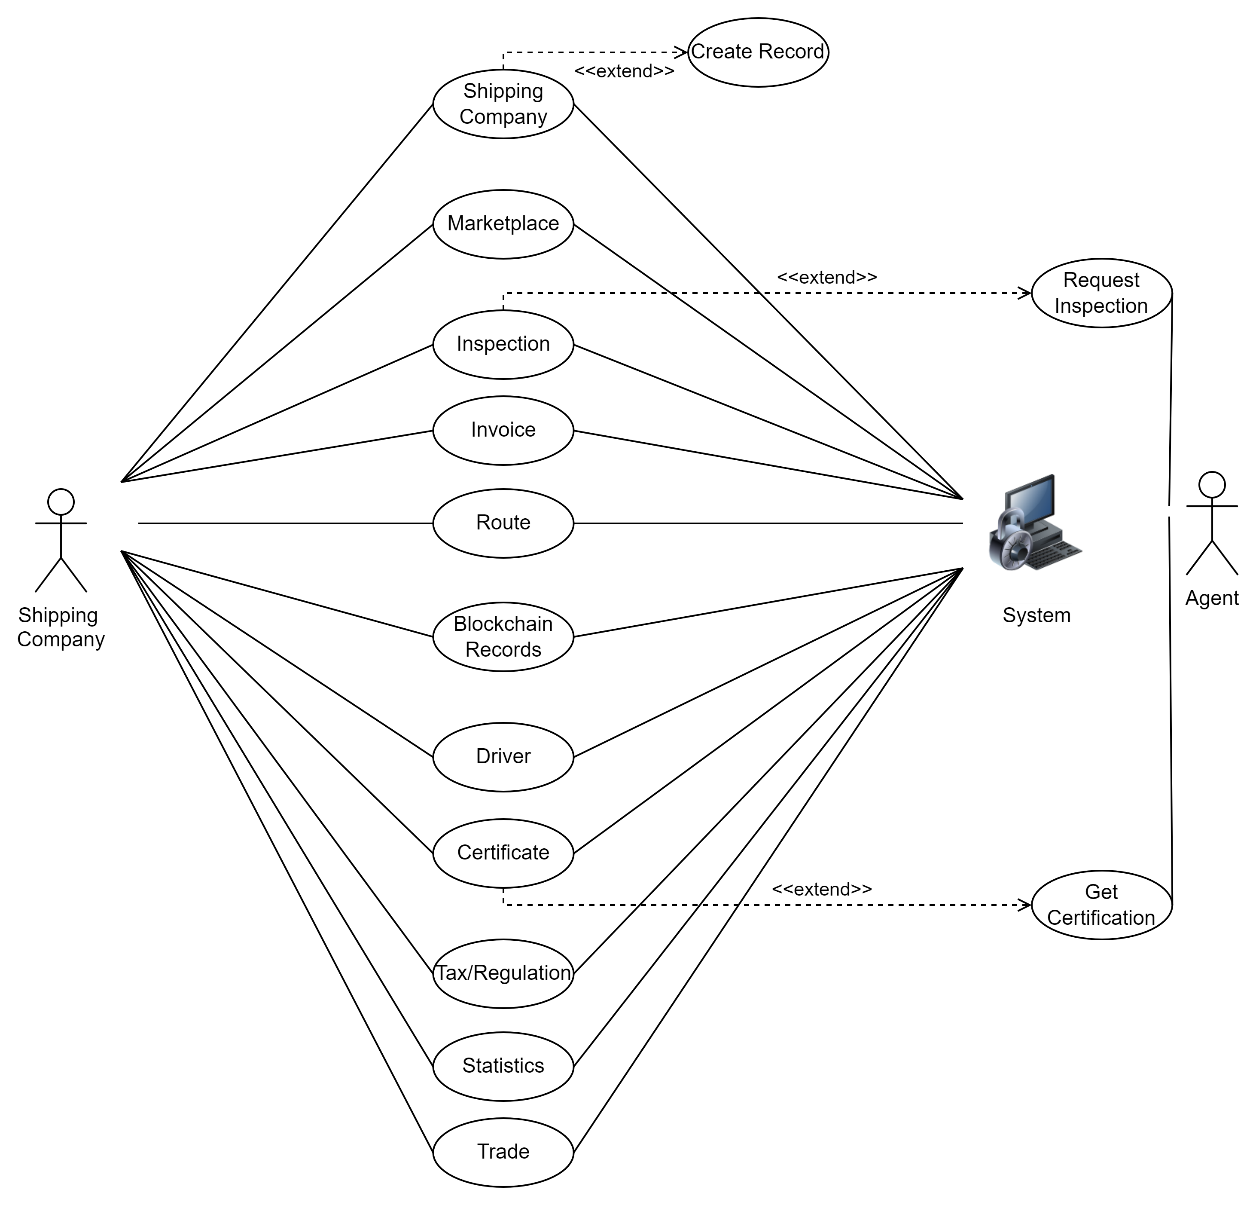 Create Record
<<extend>>
Shipping
Company
Marketplace
<<extend>>
Request
Inspection
Inspection
Invoice
Route
Shipping
Company
System
Agent
Blockchain
Records
Driver
Certificate
<<extend>>
Get
Certification
Tax/Regulation
Statistics
Trade